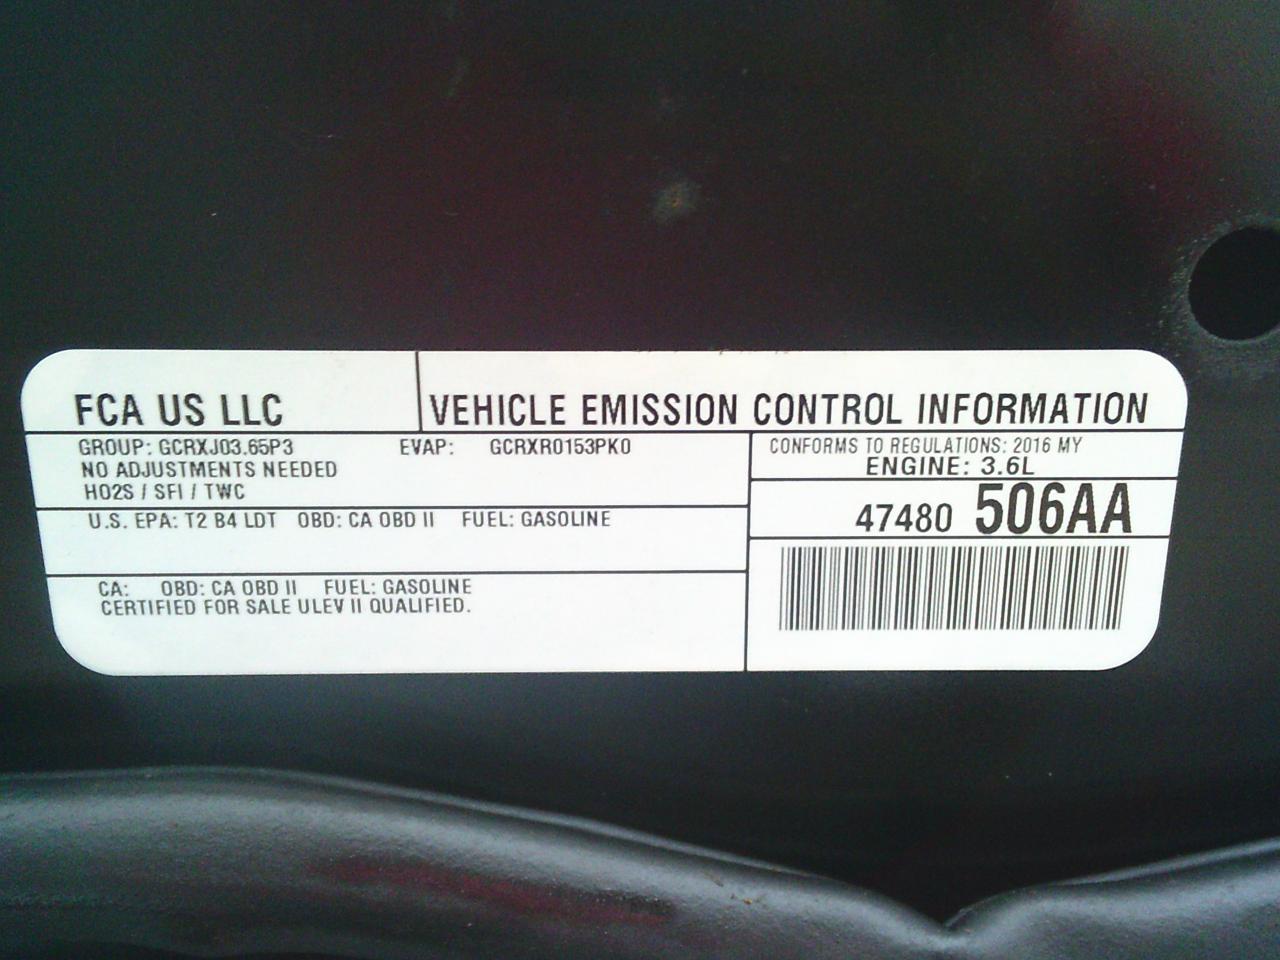 FCA US LLC
VEHICLE EMISSION CONTROL INFORMATION
GROUP: GCRXJ03.65P3 EVAP: GCRXR0153PK0
NO ADJUSTMENTS NEEDED
HO2S / SFI / TWC
CONFORMS TO REGULATIONS: 2016 MY
ENGINE: 3.6L
47480 506AA
U.S. EPA: T2 B4 LDT OBD: CA OBD II FUEL: GASOLINE
CA: OBD: CA OBD II FUEL: GASOLINE
CERTIFIED FOR SALE ULEV II QUALIFIED.